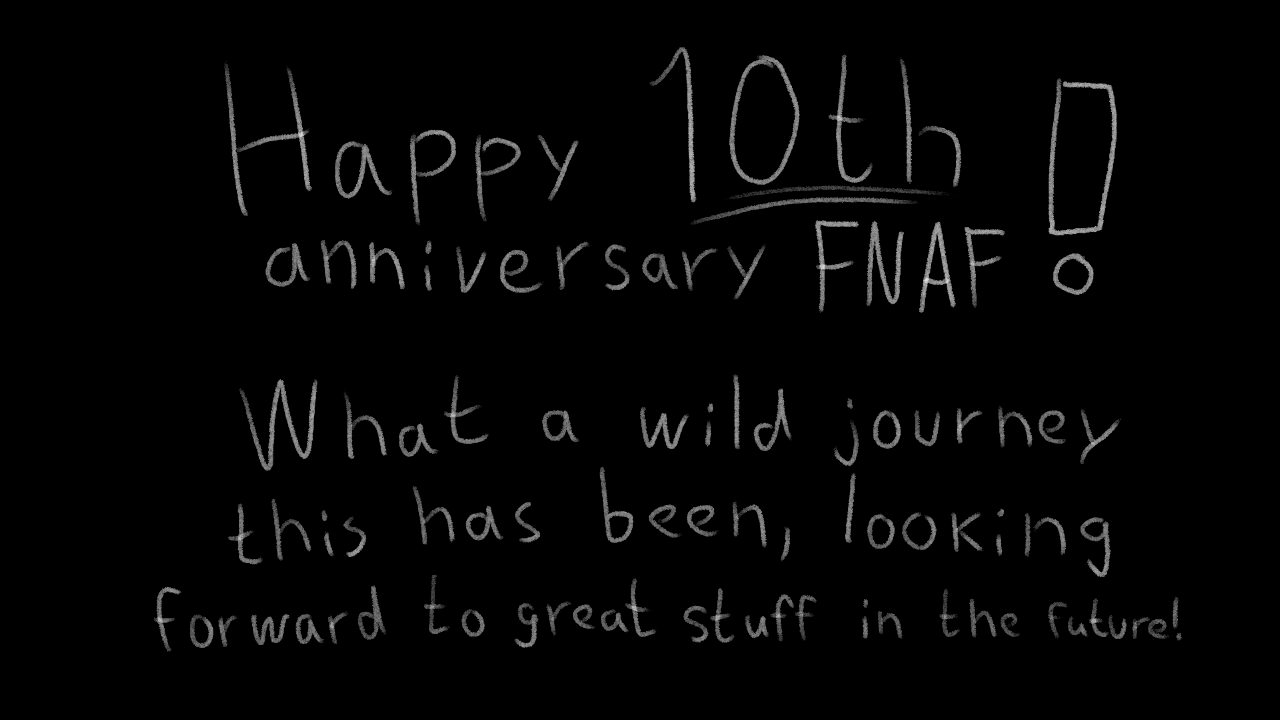 Happy 10th!
anniversary FNAF
What a wild journey
this has been, looking
forward to great stuff in the future!